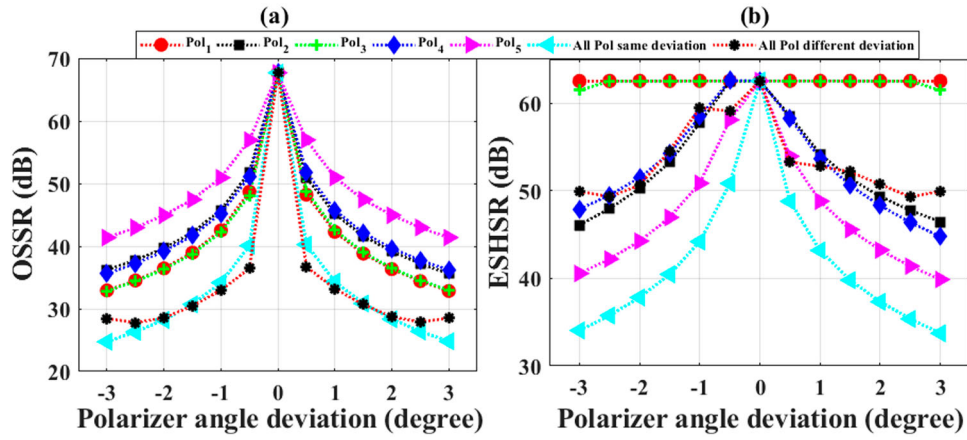 (a) (b)
Pol1 Pol2 Pol3 Pol4 Pol5 All Pol same deviation All Pol different deviation
OSSR (dB)
70
60
50
40
30
20
-3 -2 -1 0 1 2 3
Polarizer angle deviation (degree)
ESHSR (dB)
60
50
40
30
-3 -2 -1 0 1 2 3
Polarizer angle deviation (degree)